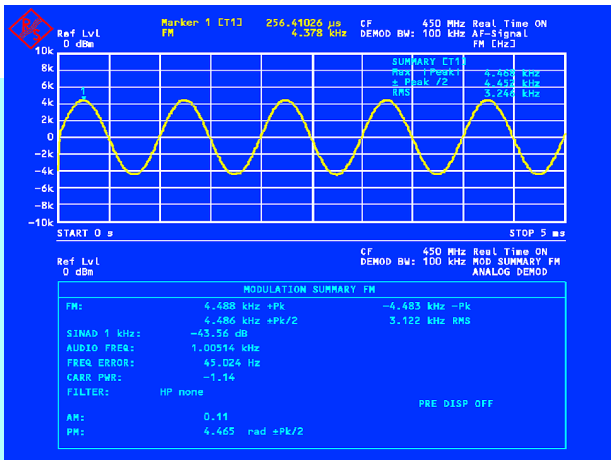 Marker 1 [T1] 256.41026 µs CF 450 MHz Real Time ON
Ref Lvl FM 4.378 kHz DEMOD BW: 100 kHz AF-Signal
0 dBm FM [HZ]
10k
8k
6k
4k
2k
0
-2k
-4k
-6k
-8k
-10k
1
SUMMARY [T1]
Max |Peak| 4.468 kHz
± Peak /2 4.452 kHz
RMS 3.246 kHz
START 0 s STOP 5 ms
CF 450 MHz Real Time ON
Ref Lvl DEMOD BW: 100 kHz MOD SUMMARY FM
0 dBm ANALOG DEMOD
MODULATION SUMMARY FM
FM: 4.488 kHz +Pk -4.483 kHz -Pk
4.486 kHz ±Pk/2 3.122 kHz RMS
SINAD 1 kHz: -43.56 dB
AUDIO FREQ: 1.00514 kHz
FREQ ERROR: 45.024 Hz
CARR PWR: -1.14
FILTER: HP none
PRE DISP OFF
AM: 0.11
PM: 4.465 rad ±Pk/2